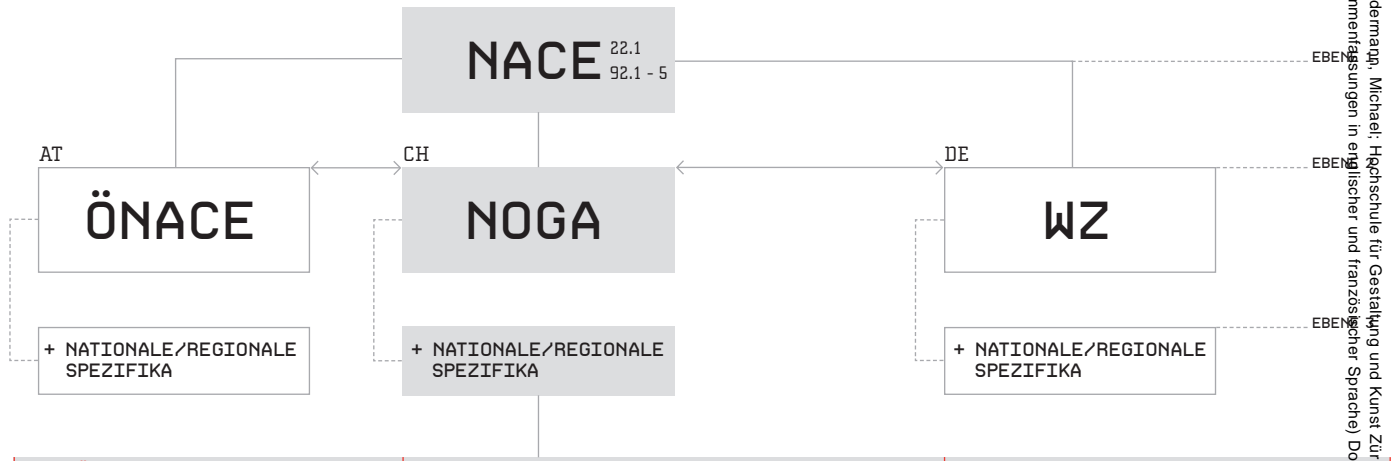 NACE 22.1
92.1 - 5
EBENE 1
AT
CH
DE
EBENE 2
ÖNACE
NOGA
WZ
EBENE 3
+ NATIONALE/REGIONALE
SPEZIFIKA
+ NATIONALE/REGIONALE
SPEZIFIKA
+ NATIONALE/REGIONALE
SPEZIFIKA
dermann, Michael; Hochschule für Gestaltung und Kunst Zür
mmenfassungen in englischer und französischer Sprache) Do